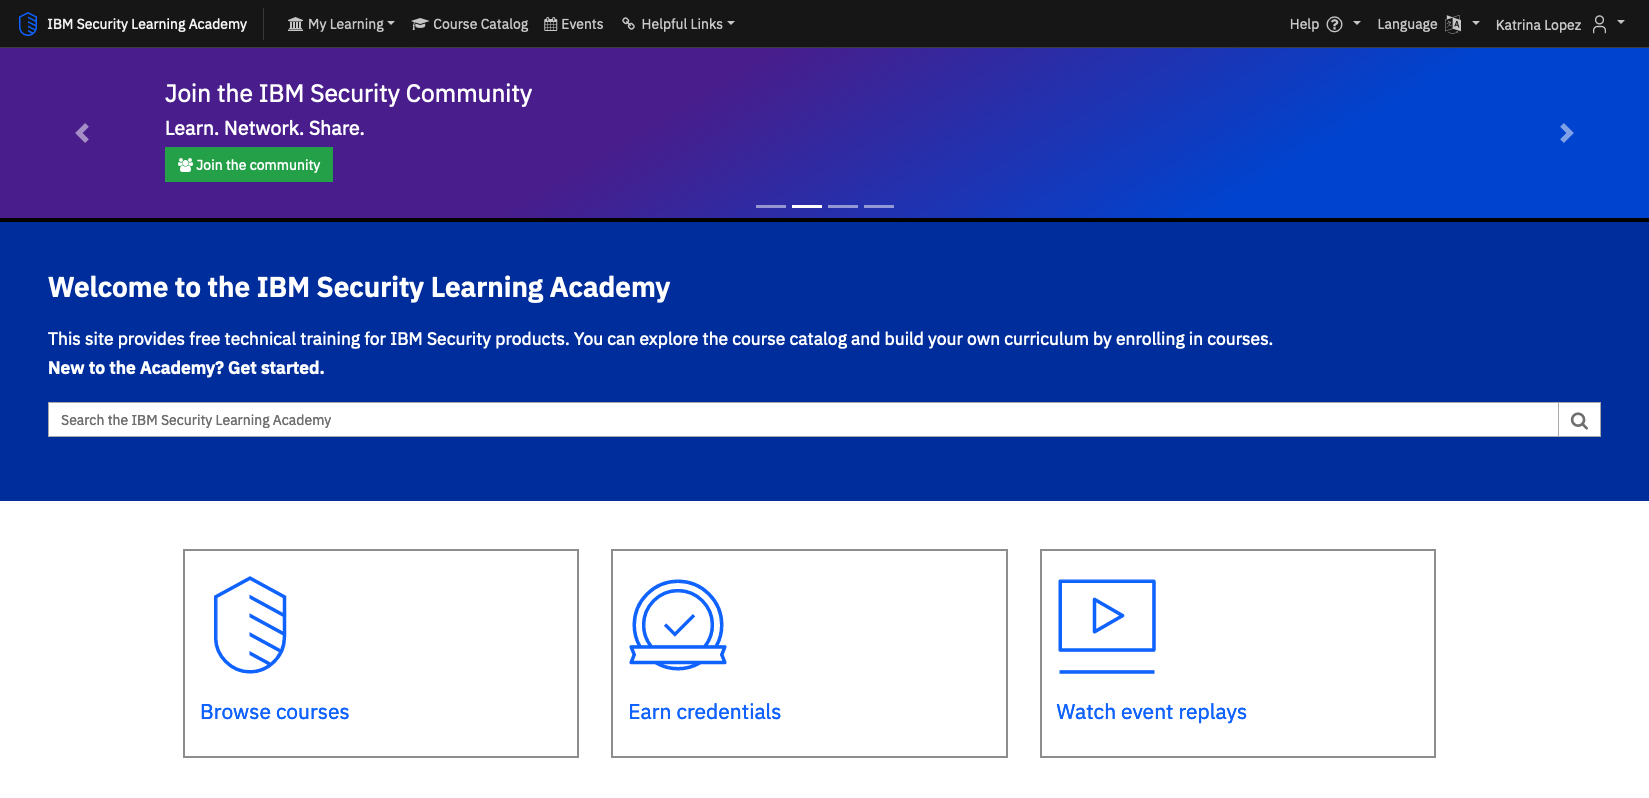 IBM Security Learning Academy
My Learning
Course Catalog
Events
Helpful Links
Help
Language
Katrina Lopez
Join the IBM Security Community
Learn. Network. Share.
Join the community
Welcome to the IBM Security Learning Academy
This site provides free technical training for IBM Security products. You can explore the course catalog and build your own curriculum by enrolling in courses.
New to the Academy? Get started.
Search the IBM Security Learning Academy
Browse courses
Earn credentials
Watch event replays